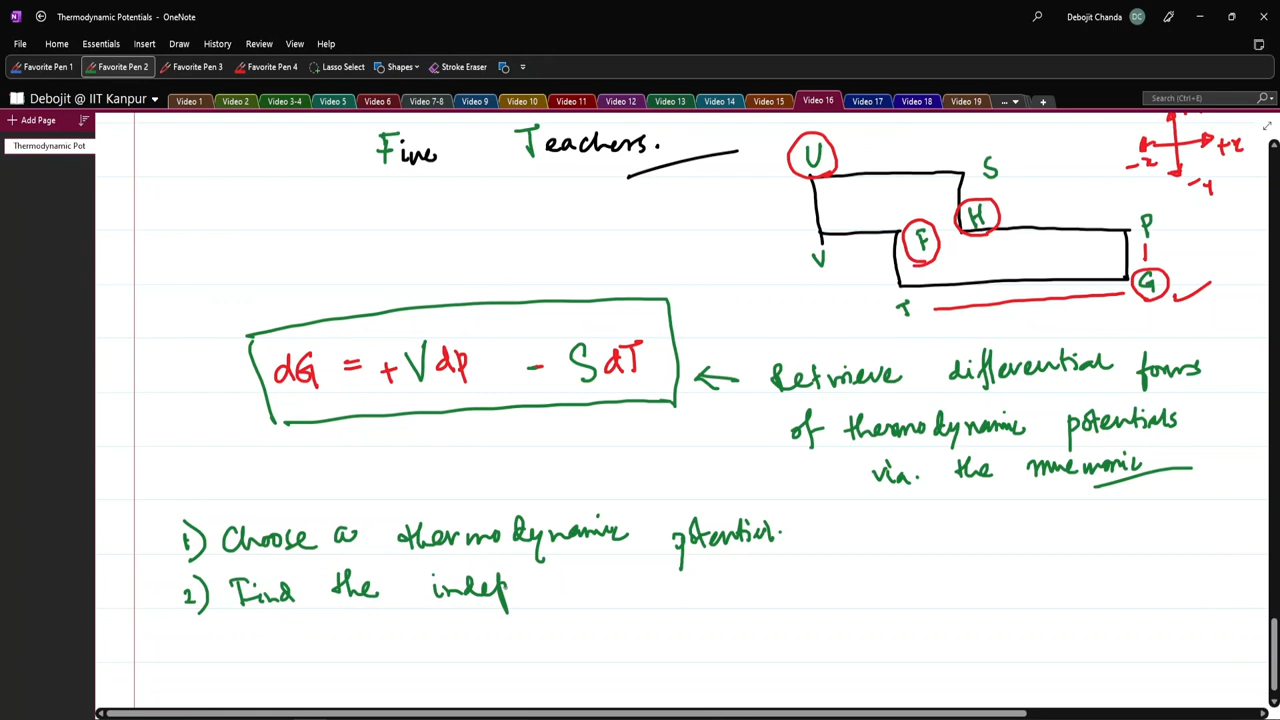 Thermodynamic Potentials - OneNote
Debojit Chanda DC
File Home Essentials Insert Draw History Review View Help
Favorite Pen 1 Favorite Pen 2 Favorite Pen 3 Favorite Pen 4 Lasso Select Shapes Stroke Eraser
Debojit @ IIT Kanpur Video 1 Video 2 Video 3-4 Video 5 Video 6 Video 7-8 Video 9 Video 10 Video 11 Video 12 Video 13 Video 14 Video 15 Video 16 Video 17 Video 18 Video 19 ... Search (Ctrl+E)
Add Page
Thermodynamic Pot
Fine Teachers.
U S
H
F
V
P
G
T
+x
-x
-y
dG = +Vdp - SdT
Retrieve differential forms
of thermodynamic potentials
via. the mnemonic
1) Choose a thermodynamic potential.
2) Find the indep